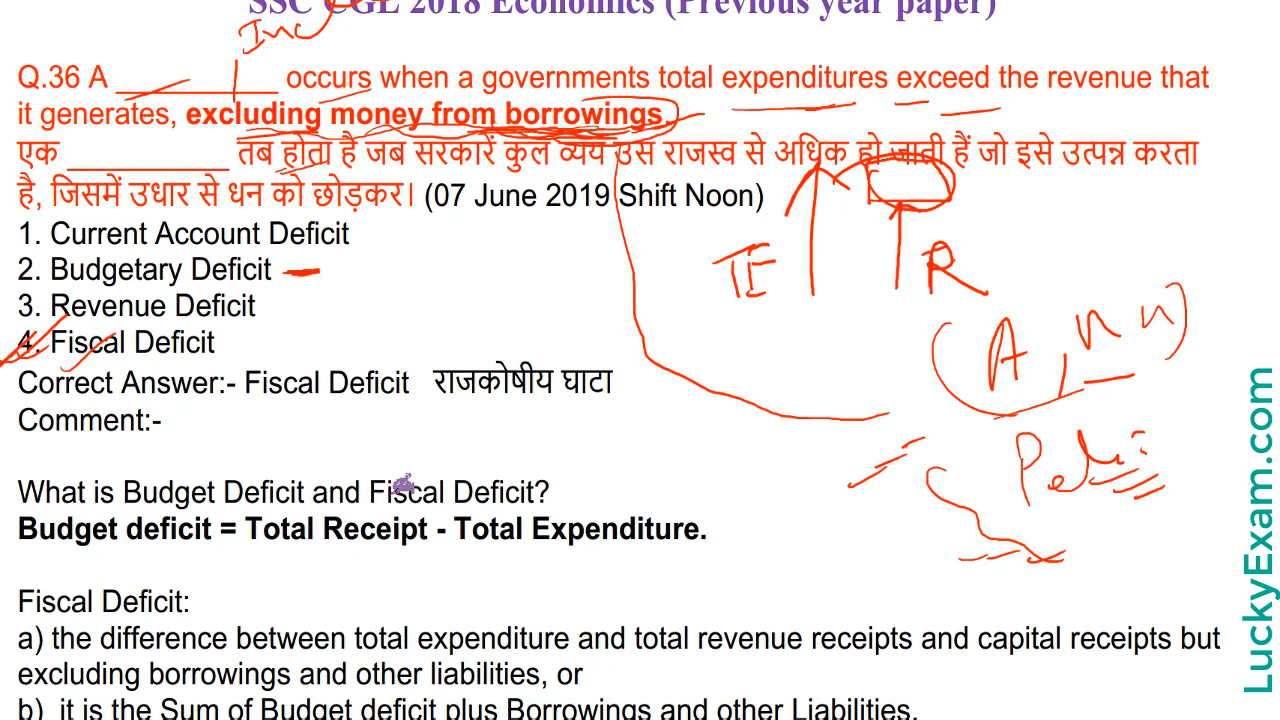 SSC CGL 2018 Economics (Previous year paper)
Inc
Q.36 A ____________ occurs when a governments total expenditures exceed the revenue that
it generates, excluding money from borrowings.
एक ____________ तब होता है जब सरकारें कुल व्यय उस राजस्व से अधिक हो जाती हैं जो इसे उत्पन्न करता
है, जिसमें उधार से धन को छोड़कर। (07 June 2019 Shift Noon)
1. Current Account Deficit
2. Budgetary Deficit
TE R
3. Revenue Deficit
4. Fiscal Deficit
Correct Answer:- Fiscal Deficit राजकोषीय घाटा
Comment:-
What is Budget Deficit and Fiscal Deficit?
Budget deficit = Total Receipt - Total Expenditure.
Fiscal Deficit:
a) the difference between total expenditure and total revenue receipts and capital receipts but
excluding borrowings and other liabilities, or
b) it is the Sum of Budget deficit plus Borrowings and other Liabilities.
LuckyExam.com